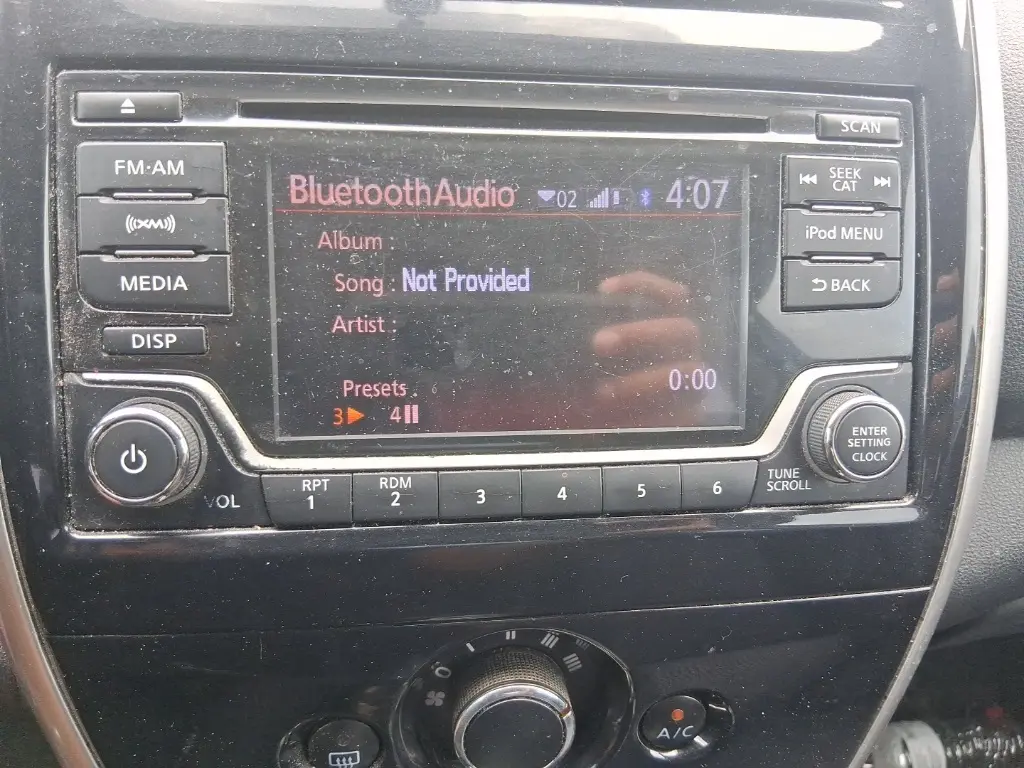 SCAN
FM·AM
SEEK
CAT
XM
iPod MENU
MEDIA
BACK
DISP
BluetoothAudio 02 4:07
Album :
Song : Not Provided
Artist :
Presets 0:00
3 4
ENTER
SETTING
CLOCK
VOL
RPT
1
RDM
2
3
4
5
6
TUNE
SCROLL
A/C